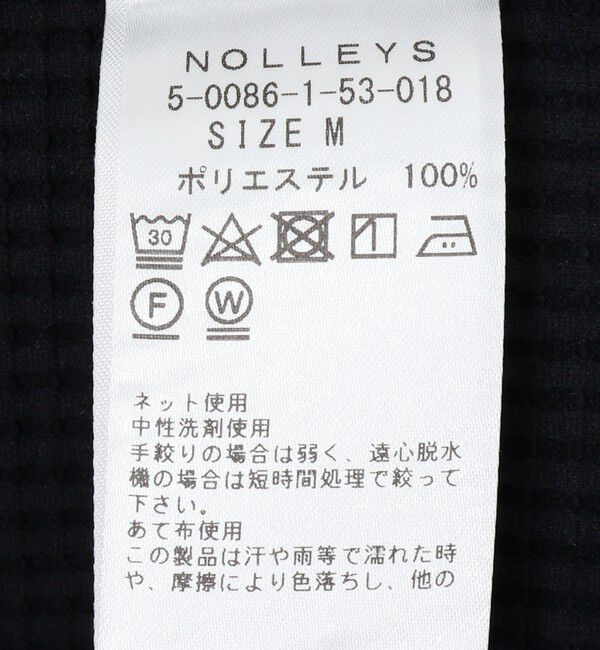 NOLLEYS
5-0086-1-53-018
SIZE M
ポリエステル 100%
30
F W
ネット使用
中性洗剤使用
手絞りの場合は弱く、遠心脱水
機の場合は短時間処理で絞って
下さい。
あて布使用
この製品は汗や雨等で濡れた時
や、摩擦により色落ちし、他の